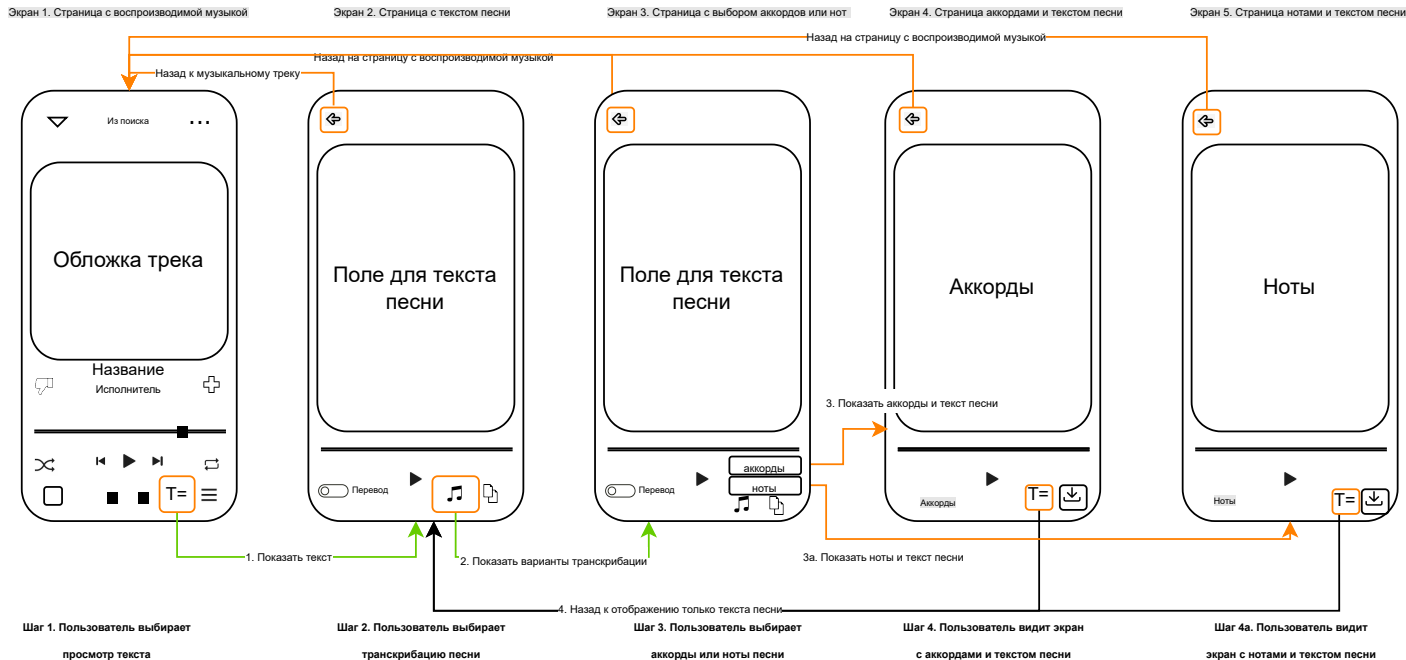 Экран 1. Страница с воспроизводимой музыкой
Экран 2. Страница с текстом песни
Экран 3. Страница с выбором аккордов или нот
Экран 4. Страница аккордами и текстом песни
Экран 5. Страница нотами и текстом песни
Назад на страницу с воспроизводимой музыкой
Назад на страницу с воспроизводимой музыкой
Назад к музыкальному треку
Из поиска
Обложка трека
Название
Исполнитель
T=
Поле для текста
песни
Перевод
Поле для текста
песни
аккорды
ноты
Перевод
Аккорды
Аккорды
T=
Ноты
Ноты
T=
3. Показать аккорды и текст песни
1. Показать текст
2. Показать варианты транскрибации
3а. Показать ноты и текст песни
4. Назад к отображению только текста песни
Шаг 1. Пользователь выбирает
просмотр текста
Шаг 2. Пользователь выбирает
транскрибацию песни
Шаг 3. Пользователь выбирает
аккорды или ноты песни
Шаг 4. Пользователь видит экран
с аккордами и текстом песни
Шаг 4а. Пользователь видит
экран с нотами и текстом песни